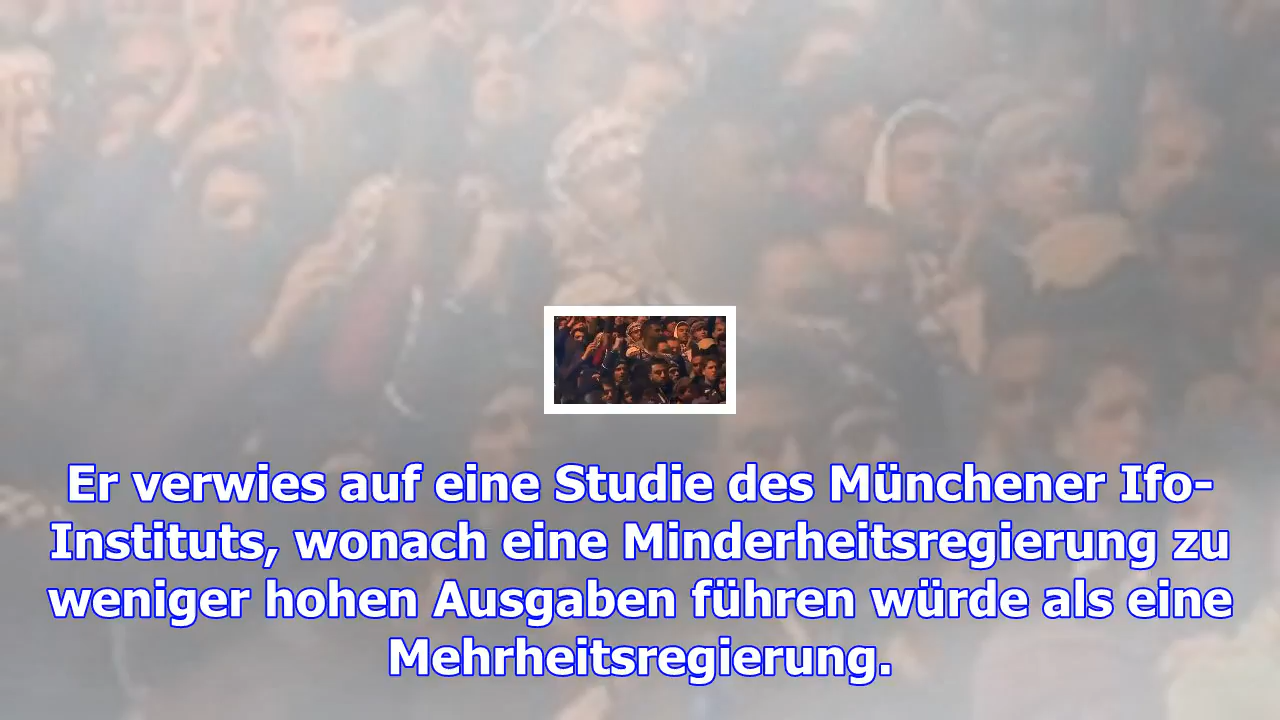 Er verwies auf eine Studie des Münchener Ifo-
Instituts, wonach eine Minderheitsregierung zu
weniger hohen Ausgaben führen würde als eine
Mehrheitsregierung.